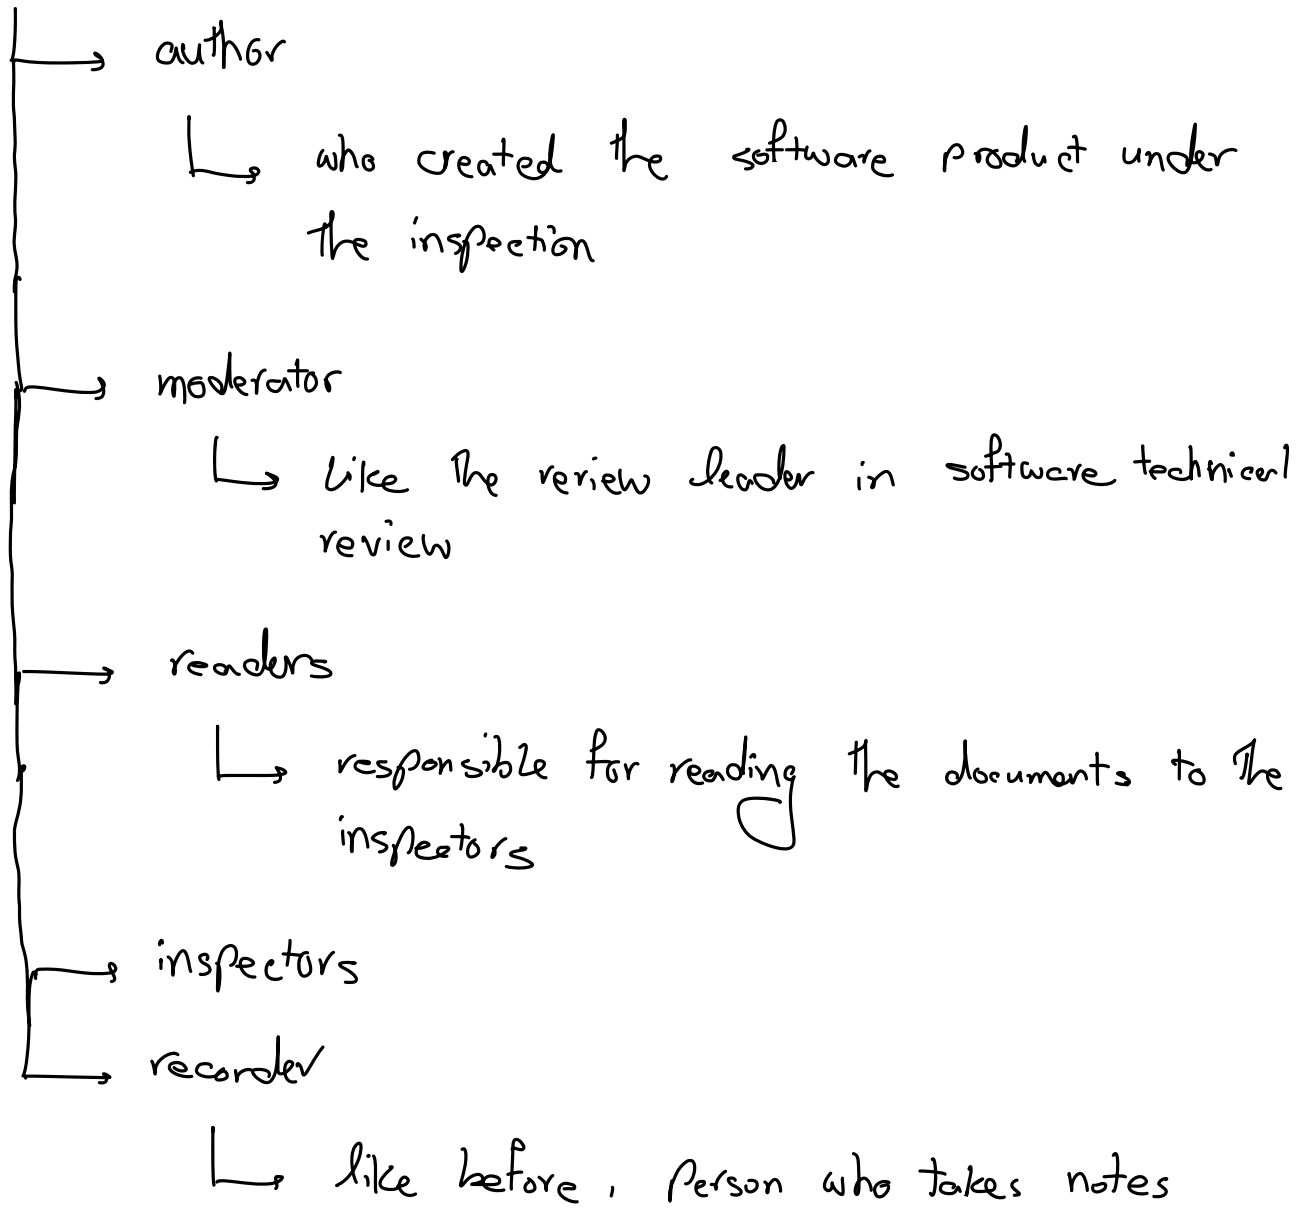 author
who created the software product under
the inspection
moderator
like the review leader in software technical
review
readers
responsible for reading the documents to the
inspectors
inspectors
recorder
like before, person who takes notes